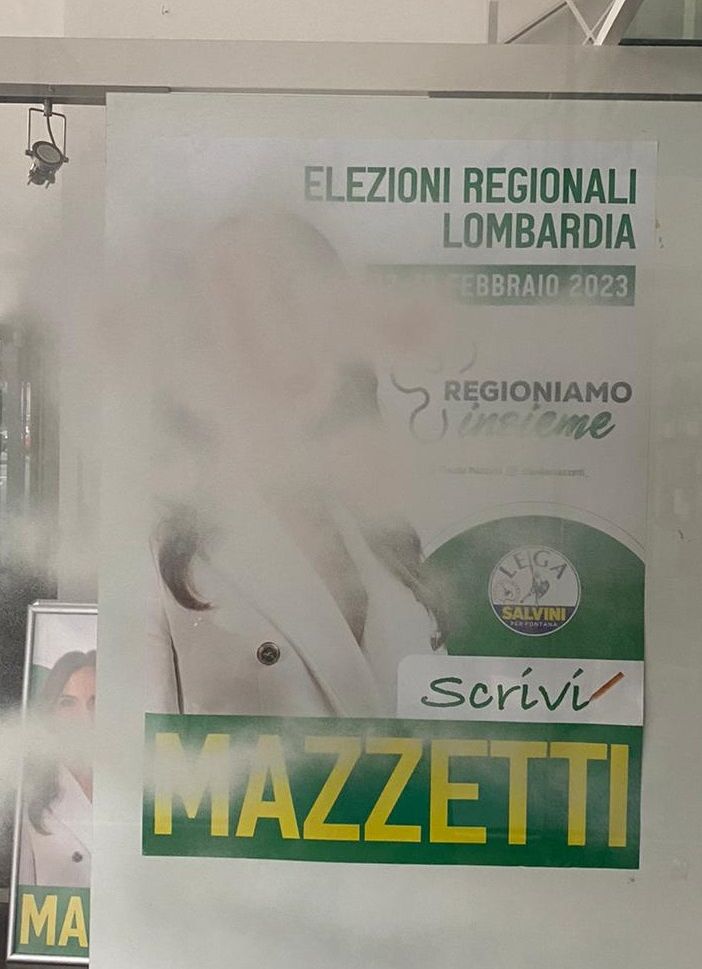 ELEZIONI REGIONALI
LOMBARDIA
FEBBRAIO 2023
REGIONIAMO
insieme
LEGA
SALVINI
PER FONTANA
Scrivi
MAZZETTI
MA